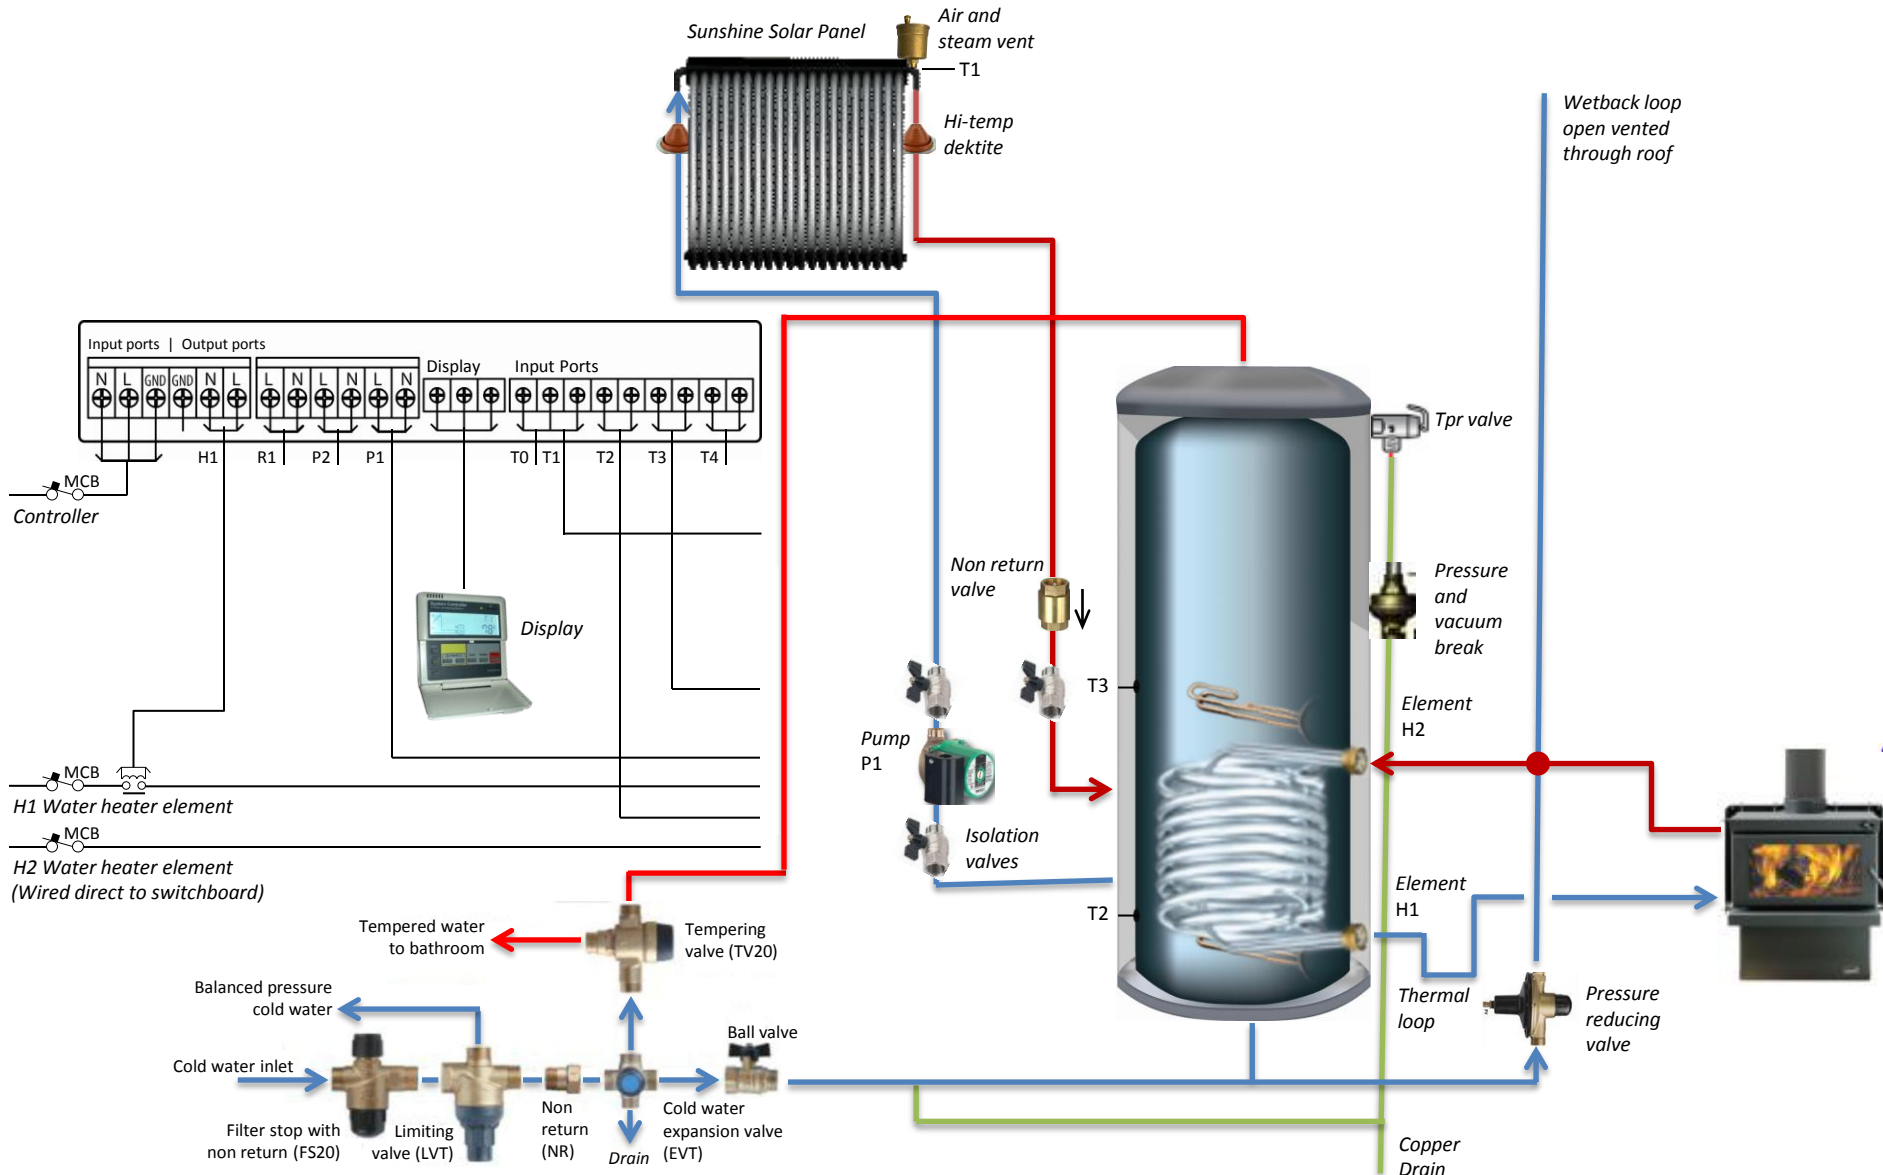 Sunshine Solar Panel
Air and
steam vent
T1
Hi-temp
dektite
Wetback loop
open vented
through roof
Input ports | Output ports
N L GND GND N L
L N L N L N
Display
Input Ports
H1 R1 P2 P1 T0 T1 T2 T3 T4
MCB
Controller
Display
Non return
valve
Tpr valve
Pressure
and
vacuum
break
T3
Element
H2
Pump
P1
MCB
H1 Water heater element
MCB
H2 Water heater element
(Wired direct to switchboard)
Isolation
valves
T2
Element
H1
Tempered water
to bathroom
Tempering
valve (TV20)
Balanced pressure
cold water
Thermal
loop
Pressure
reducing
valve
Ball valve
Cold water inlet
Filter stop with
non return (FS20)
Limiting
valve (LVT)
Non
return
(NR)
Drain
Cold water
expansion valve
(EVT)
Copper
Drain